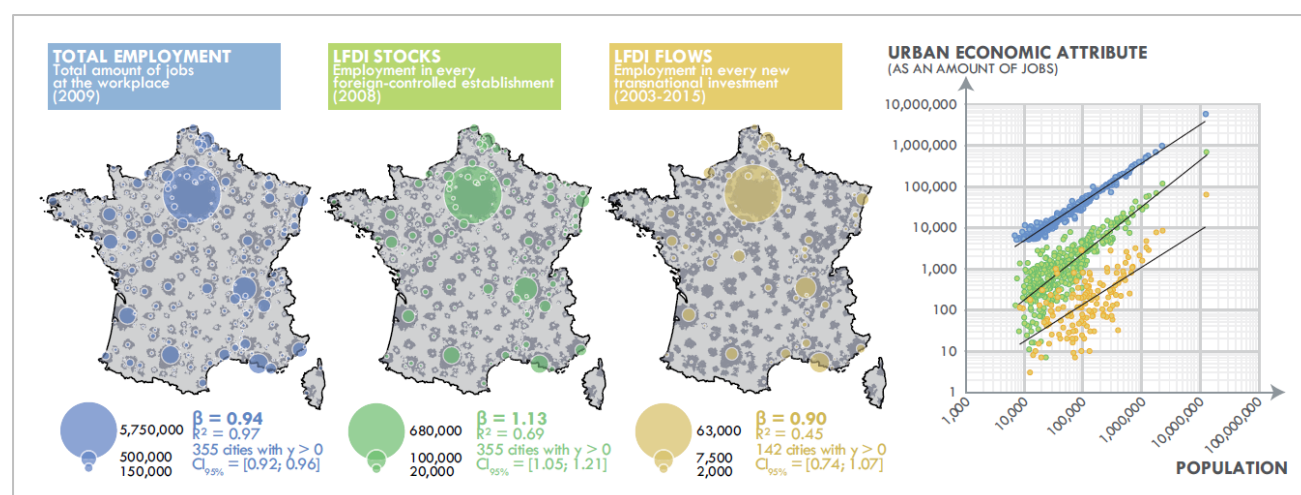 TOTAL EMPLOYMENT
Total amount of jobs
at the workplace
(2009)
LFDI STOCKS
Employment in every
foreign-controlled establishment
(2008)
LFDI FLOWS
Employment in every new
transnational investment
(2003-2015)
URBAN ECONOMIC ATTRIBUTE
(AS AN AMOUNT OF JOBS)
5,750,000
500,000
150,000
β = 0.94
R² = 0.97
355 cities with y > 0
CI95% = [0.92; 0.96]
680,000
100,000
20,000
β = 1.13
R² = 0.69
355 cities with y > 0
CI95% = [1.05; 1.21]
63,000
7,500
2,000
β = 0.90
R² = 0.45
142 cities with y > 0
CI95% = [0.74; 1.07]
10,000,000
1,000,000
100,000
10,000
1,000
100
10
1
1,000
10,000
100,000
1,000,000
10,000,000
100,000,000
POPULATION